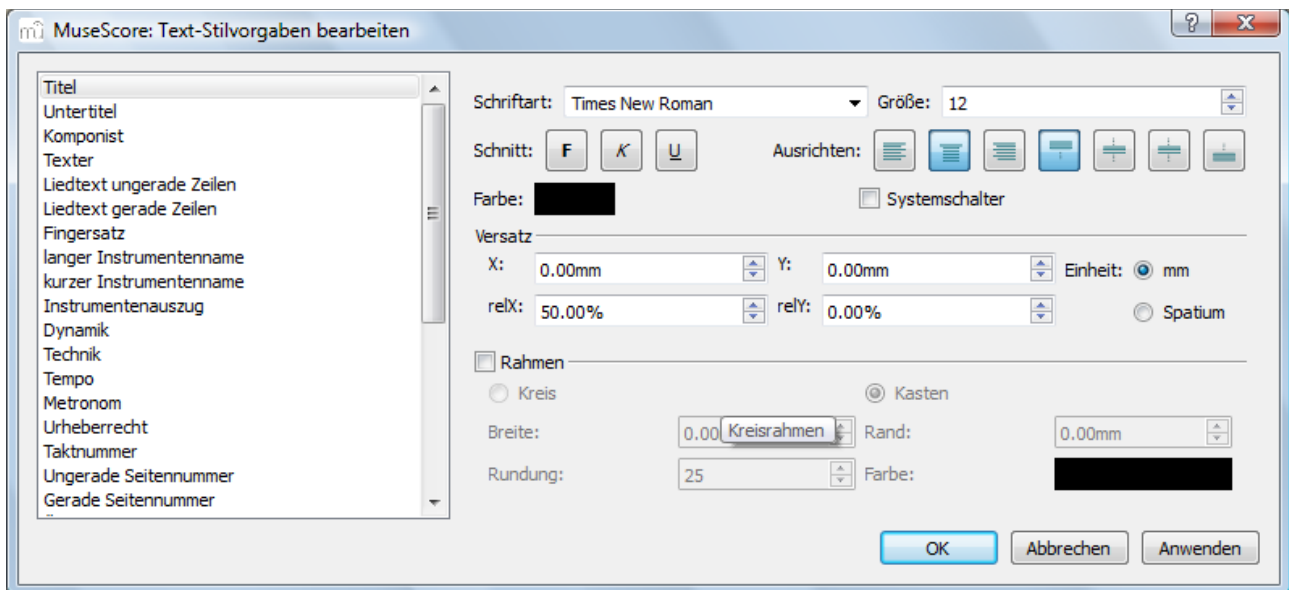 MuseScore: Text-Stilvorgaben bearbeiten
Titel
Untertitel
Komponist
Texter
Liedtext ungerade Zeilen
Liedtext gerade Zeilen
Fingersatz
langer Instrumentenname
kurzer Instrumentenname
Instrumentenauszug
Dynamik
Technik
Tempo
Metronom
Urheberrecht
Taktnummer
Ungerade Seitennummer
Gerade Seitennummer
Schriftart: Times New Roman Größe: 12
Schnitt: F K U Ausrichten:
Farbe: Systemschalter
Versatz
X: 0.00mm Y: 0.00mm Einheit: mm
relX: 50.00% relY: 0.00% Spatium
Rahmen
Kreis Kasten
Breite: 0.00 Kreisrahmen Rand: 0.00mm
Rundung: 25 Farbe:
OK Abbrechen Anwenden